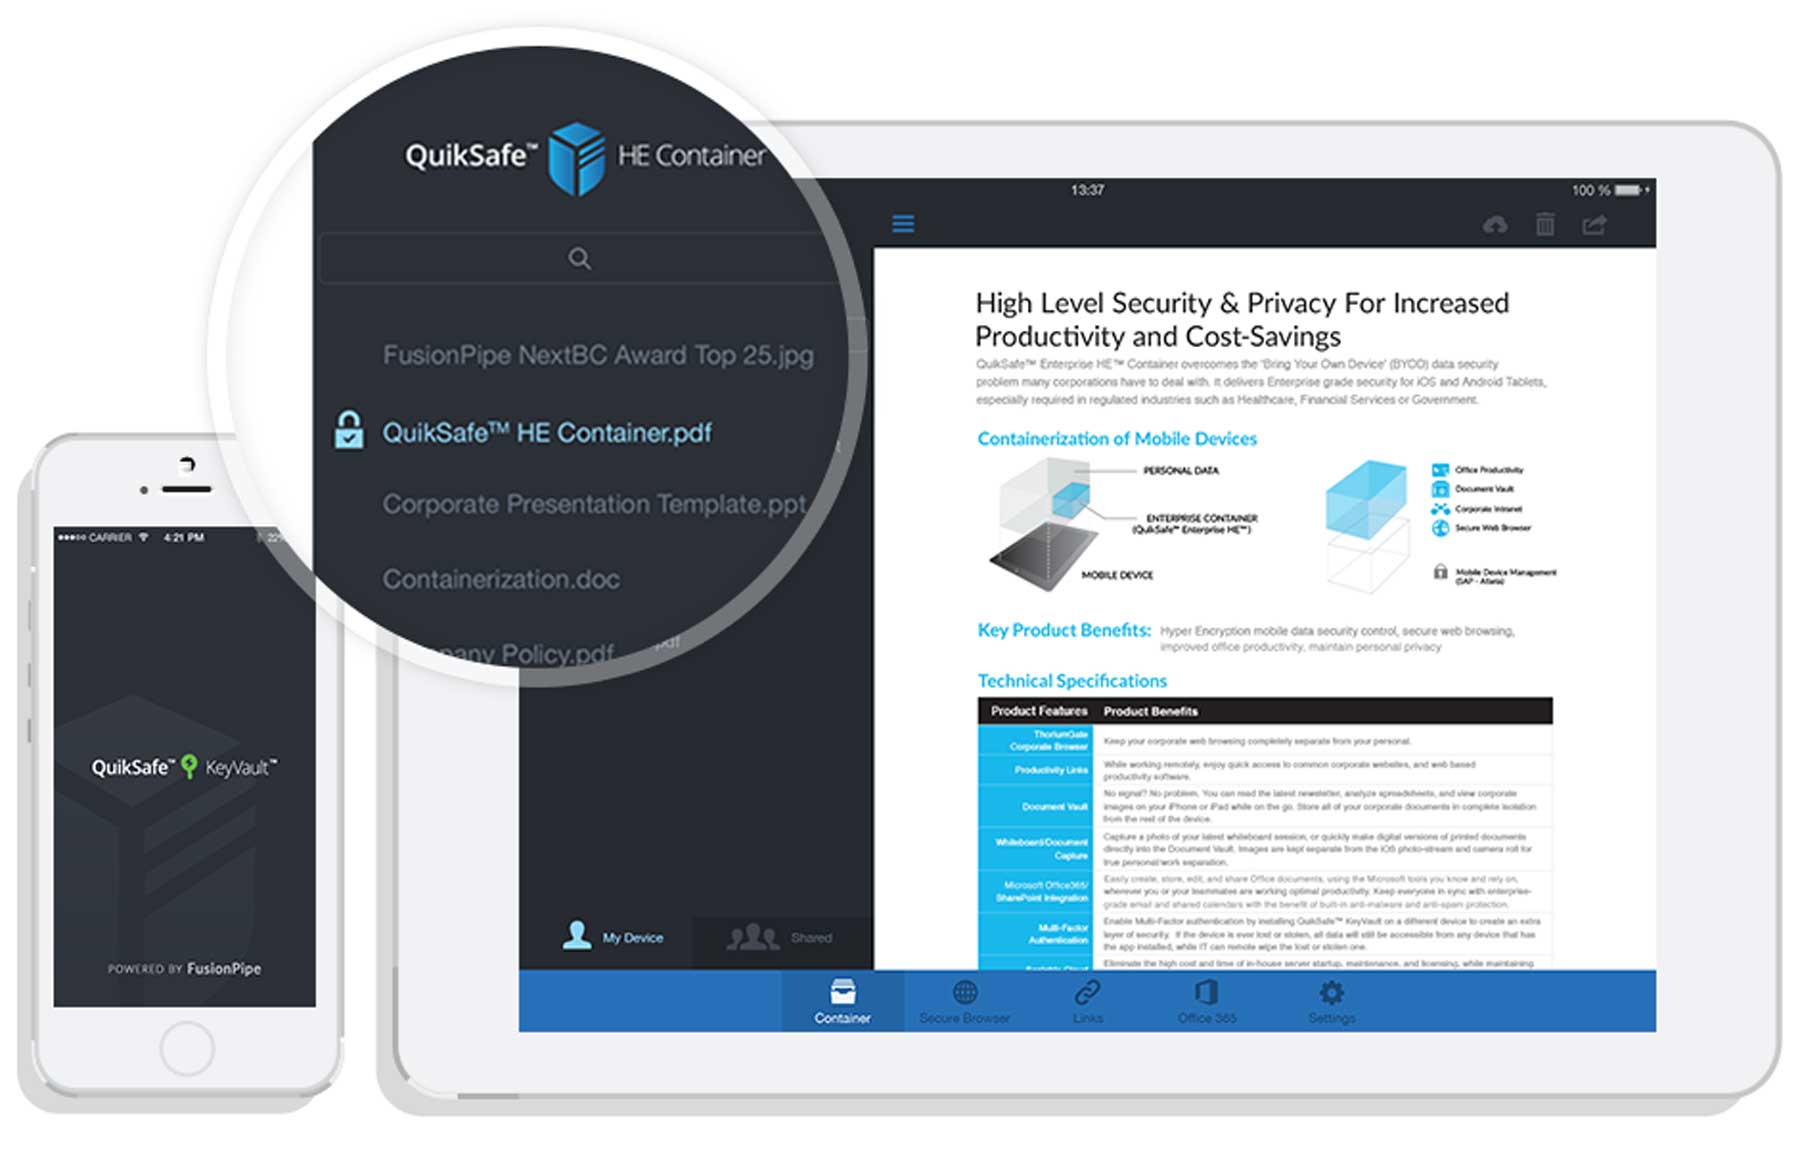 QuikSafe™ HE Container
FusionPipe NextBC Award Top 25.jpg
QuikSafe™ HE Container.pdf
Corporate Presentation Template.ppt
Containerization.doc
Policy.pdf
.pdf
●●●○○ CARRIER 4:21 PM
QuikSafe™ KeyVault™
POWERED BY FusionPipe
13:37
100 %
High Level Security & Privacy For Increased
Productivity and Cost-Savings
QuikSafe™ Enterprise HE™ Container overcomes the 'Bring Your Own Device' (BYOD) data security
problem many corporations have to deal with. It delivers Enterprise grade security for iOS and Android Tablets,
especially required in regulated industries such as Healthcare, Financial Services or Government.
Containerization of Mobile Devices
PERSONAL DATA
ENTERPRISE CONTAINER
(QuikSafe™ Enterprise HE™)
MOBILE DEVICE
Office Productivity
Document Vault
Corporate Intranet
Secure Web Browser
Mobile Device Management
(SAP - Afaria)
Key Product Benefits: Hyper Encryption mobile data security control, secure web browsing,
improved office productivity, maintain personal privacy
Technical Specifications
Product Features Product Benefits
ThoriumGate
Corporate Browser
Keep your corporate web browsing completely separate from your personal.
Productivity Links
While working remotely, enjoy quick access to common corporate websites, and web based
productivity software.
Document Vault
No signal? No problem. You can read the latest newsletter, analyze spreadsheets, and view corporate
images on your iPhone or iPad while on the go. Store all of your corporate documents in complete isolation
from the rest of the device.
Whiteboard/Document
Capture
Capture a photo of your latest whiteboard session, or quickly make digital versions of printed documents
directly into the Document Vault. Images are kept separate from the iOS photo-stream and camera roll for
true personal/work separation.
Microsoft Office365/
SharePoint Integration
Easily create, store, edit, and share Office documents, using the Microsoft tools you know and rely on,
wherever you or your teammates are working optimal productivity. Keep everyone in sync with enterprise-
grade email and shared calendars with the benefit of built-in anti-malware and anti-spam protection.
Multi-Factor
Authentication
Enable Multi-Factor authentication by installing QuikSafe™ KeyVault on a different device to create an extra
layer of security. If the device is ever lost or stolen, all data will still be accessible from any device that has
the app installed, while IT can remote wipe the lost or stolen one.
Eliminate the high cost and time of in-house server startup, maintenance, and licensing, while maintaining
My Device
Shared
Container
Secure Browser
Links
Office 365
Settings